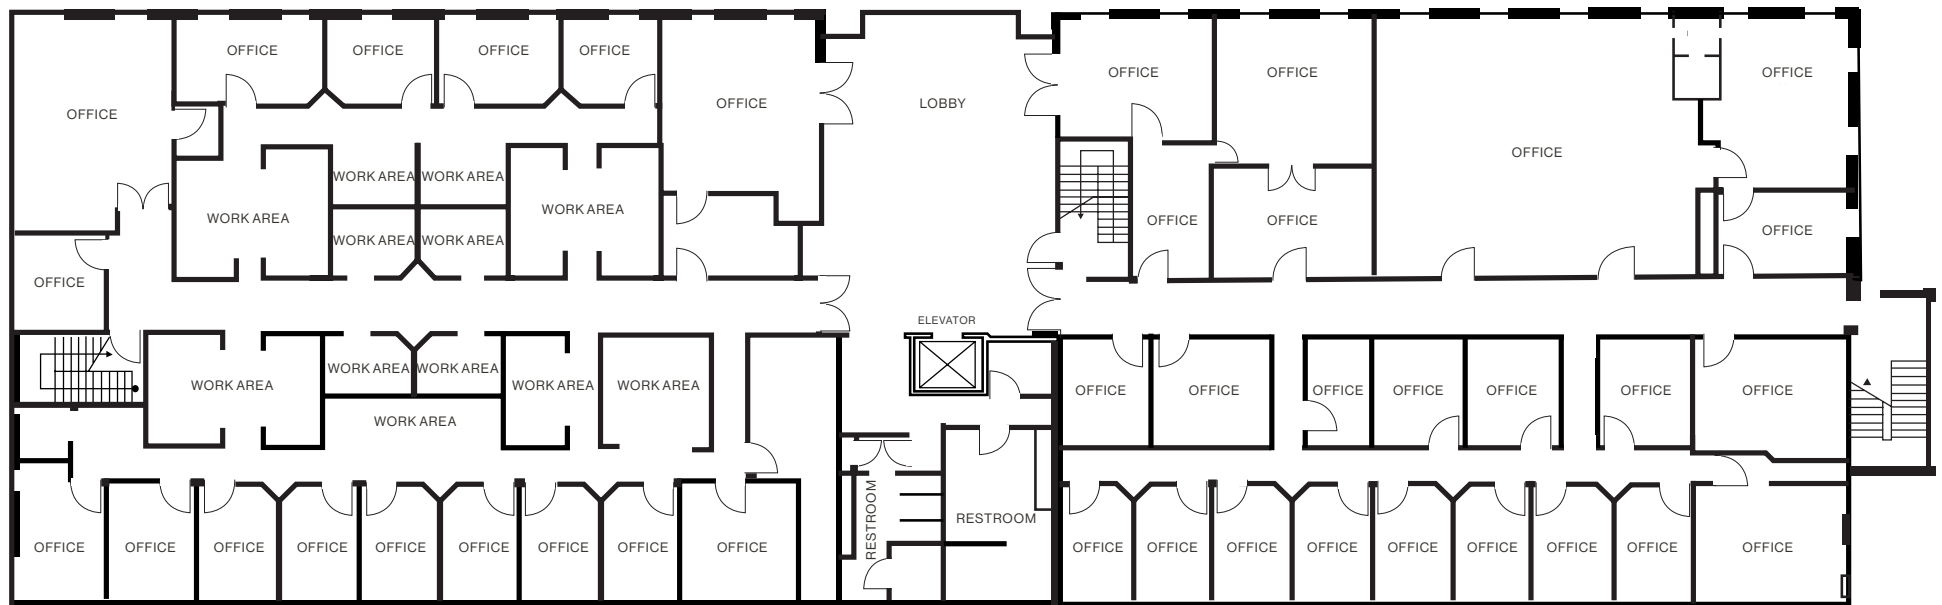 OFFICE OFFICE OFFICE OFFICE
OFFICE OFFICE OFFICE
OFFICE OFFICE LOBBY
OFFICE
OFFICE
WORK AREA WORK AREA
WORK AREA WORK AREA OFFICE OFFICE
OFFICE
WORK AREA WORK AREA
OFFICE
ELEVATOR
WORK AREA WORK AREA
WORK AREA WORK AREA WORK AREA
OFFICE OFFICE OFFICE OFFICE OFFICE OFFICE OFFICE
WORK AREA
RESTROOM
RESTROOM
OFFICE OFFICE OFFICE OFFICE OFFICE OFFICE OFFICE OFFICE OFFICE OFFICE OFFICE OFFICE OFFICE OFFICE OFFICE OFFICE OFFICE OFFICE